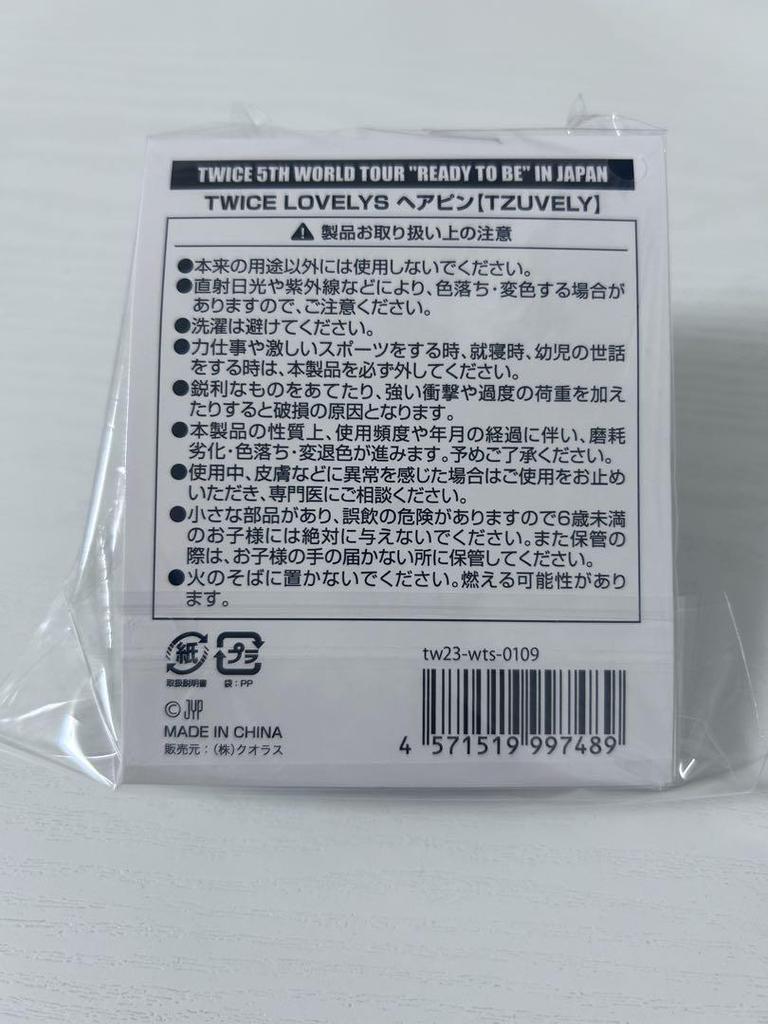 TWICE 5TH WORLD TOUR "READY TO BE" IN JAPAN
TWICE LOVELYS ヘアピン【TZUVELY】
製品お取り扱い上の注意
●本来の用途以外には使用しないでください。
●直射日光や紫外線などにより、色落ち・変色する場合が
ありますので、ご注意ください。
●洗濯は避けてください。
●力仕事や激しいスポーツをする時、就寝時、幼児の世話
をする時は、本製品を必ず外してください。
●鋭利なものをあてたり、強い衝撃や過度の荷重を加え
たりすると破損の原因となります。
●本製品の性質上、使用頻度や年月の経過に伴い、磨耗
劣化・色落ち・変退色が進みます。予めご了承ください。
●使用中、皮膚などに異常を感じた場合はご使用をお止め
いただき、専門医にご相談ください。
●小さな部品があり、誤飲の危険がありますので6歳未満
のお子様には絶対に与えないでください。また保管の
際は、お子様の手の届かない所に保管してください。
●火のそばに置かないでください。燃える可能性があり
ます。
紙 プラ
取扱説明書 袋：PP
tw23-wts-0109
©JYP
MADE IN CHINA
販売元：(株)クオラス
4 571519 997489